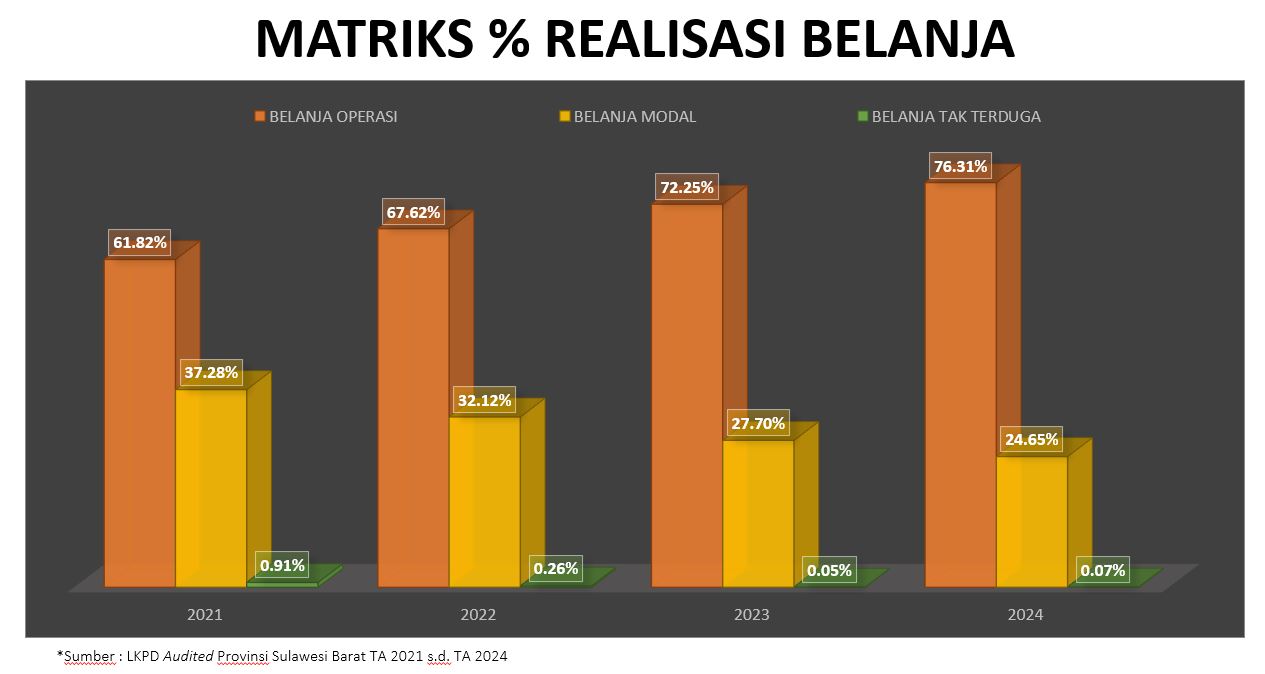 MATRIKS % REALISASI BELANJA
BELANJA OPERASI BELANJA MODAL BELANJA TAK TERDUGA
61.82% 67.62% 72.25% 76.31%
37.28% 32.12% 27.70% 24.65%
0.91% 0.26% 0.05% 0.07%
2021 2022 2023 2024
*Sumber : LKPD Audited Provinsi Sulawesi Barat TA 2021 s.d. TA 2024